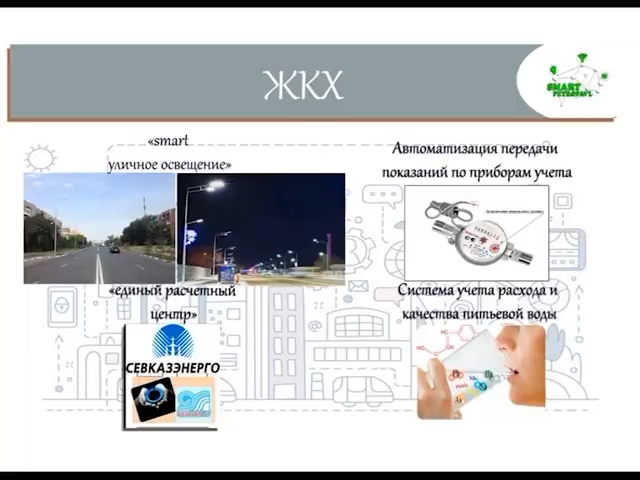 ЖКХ
SMART
PETROPAVL
«smart
уличное освещение»
Автоматизация передачи
показаний по приборам учета
«единый расчетный
центр»
СЕВКАЗЭНЕРГО
Система учета расхода и
качества питьевой воды